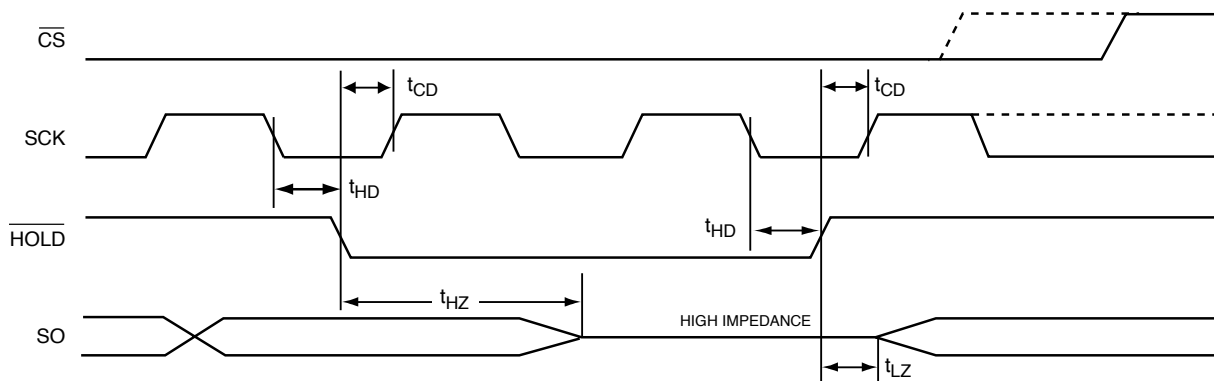 CS
tCD
tCD
SCK
tHD
HOLD
tHD
tHZ
HIGH IMPEDANCE
SO
tLZ